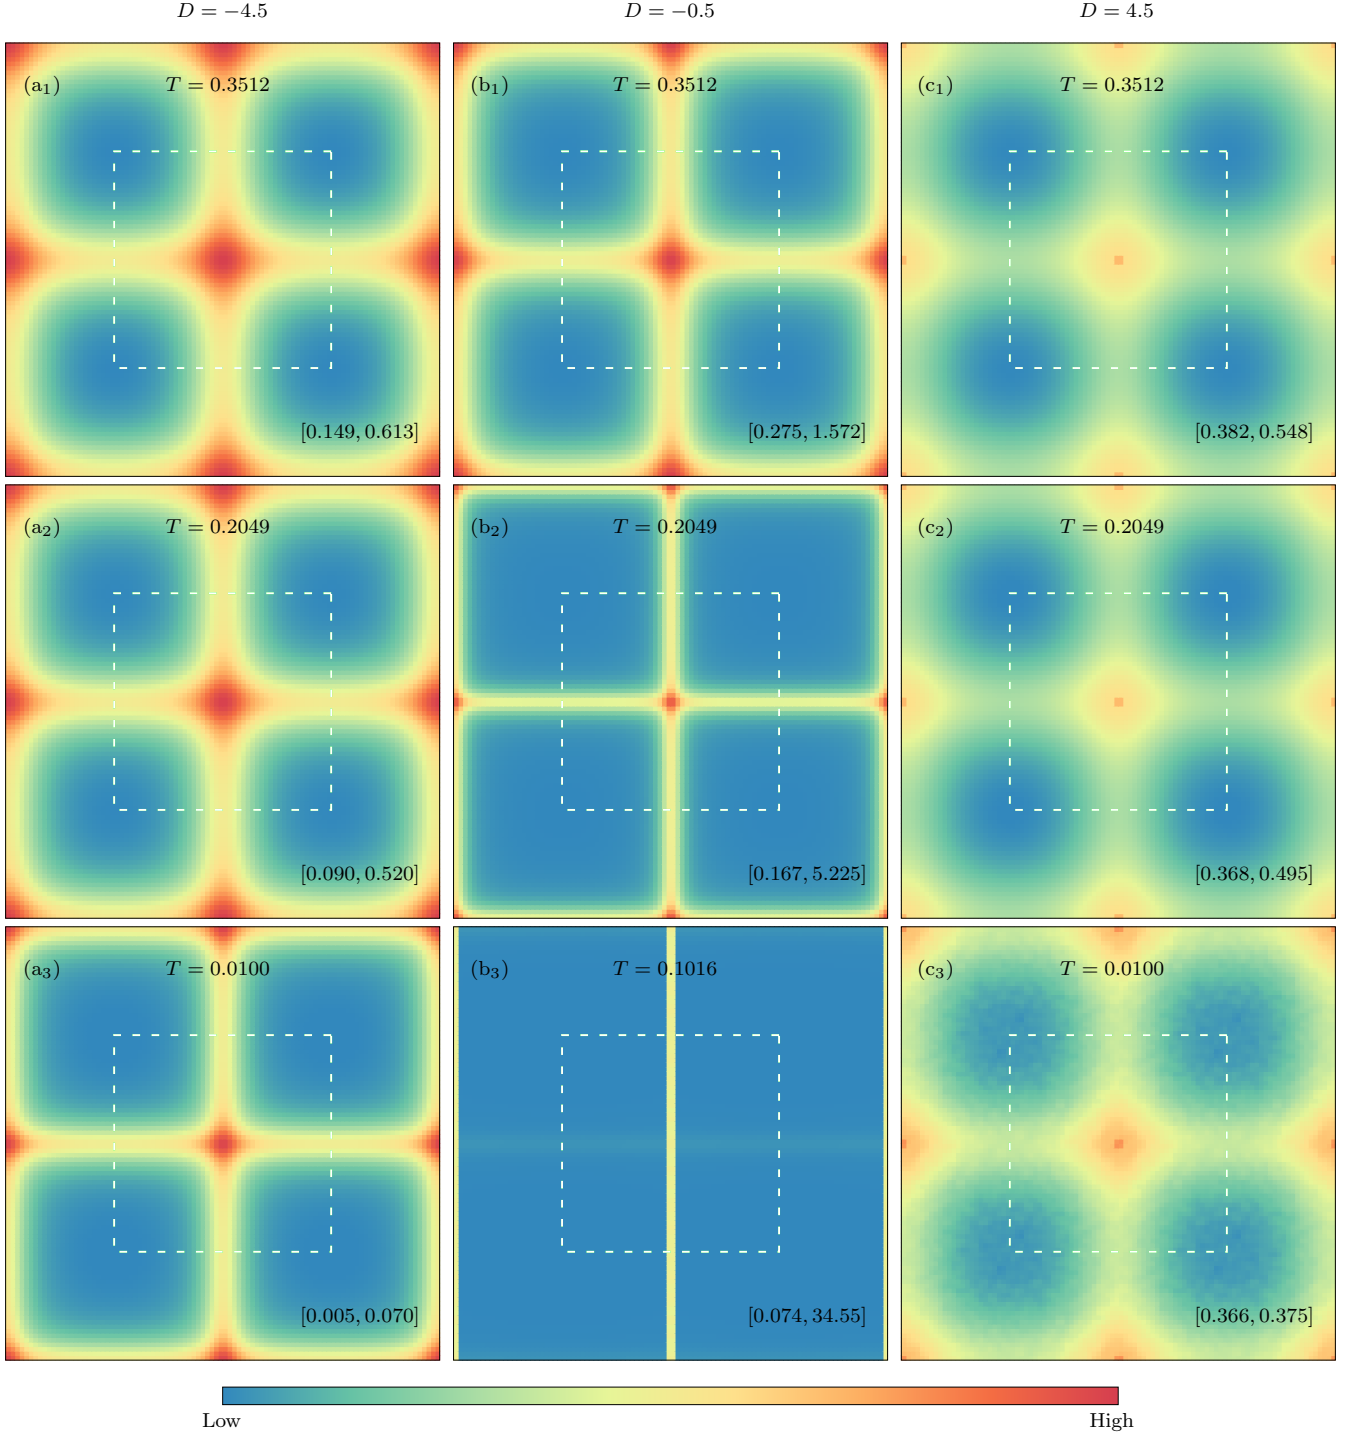 D = −4.5 D = −0.5 D = 4.5
(a₁) T = 0.3512 (b₁) T = 0.3512 (c₁) T = 0.3512
[0.149, 0.613] [0.275, 1.572] [0.382, 0.548]
(a₂) T = 0.2049 (b₂) T = 0.2049 (c₂) T = 0.2049
[0.090, 0.520] [0.167, 5.225] [0.368, 0.495]
(a₃) T = 0.0100 (b₃) T = 0.1016 (c₃) T = 0.0100
[0.005, 0.070] [0.074, 34.55] [0.366, 0.375]
Low High